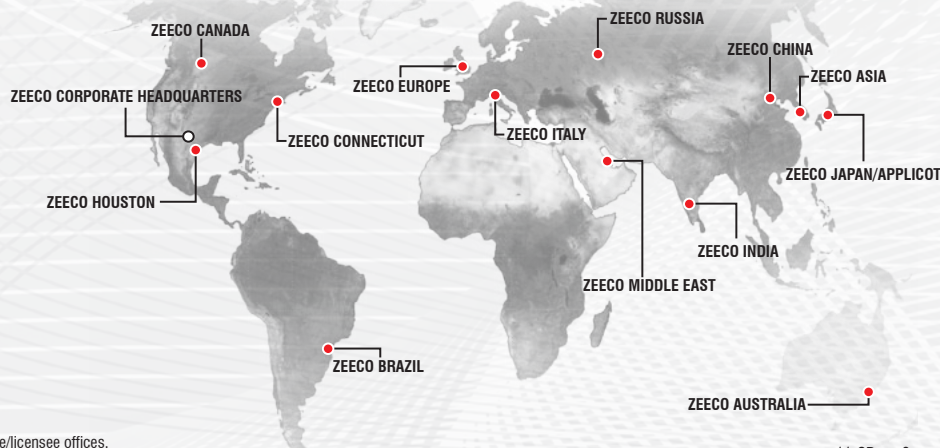 ZEECO RUSSIA
ZEECO CANADA
ZEECO CHINA
ZEECO ASIA
ZEECO EUROPE
ZEECO CORPORATE HEADQUARTERS
ZEECO ITALY
ZEECO CONNECTICUT
ZEECO JAPAN/APPLICOT
ZEECO HOUSTON
ZEECO INDIA
ZEECO MIDDLE EAST
ZEECO BRAZIL
ZEECO AUSTRALIA
e/licensee offices.